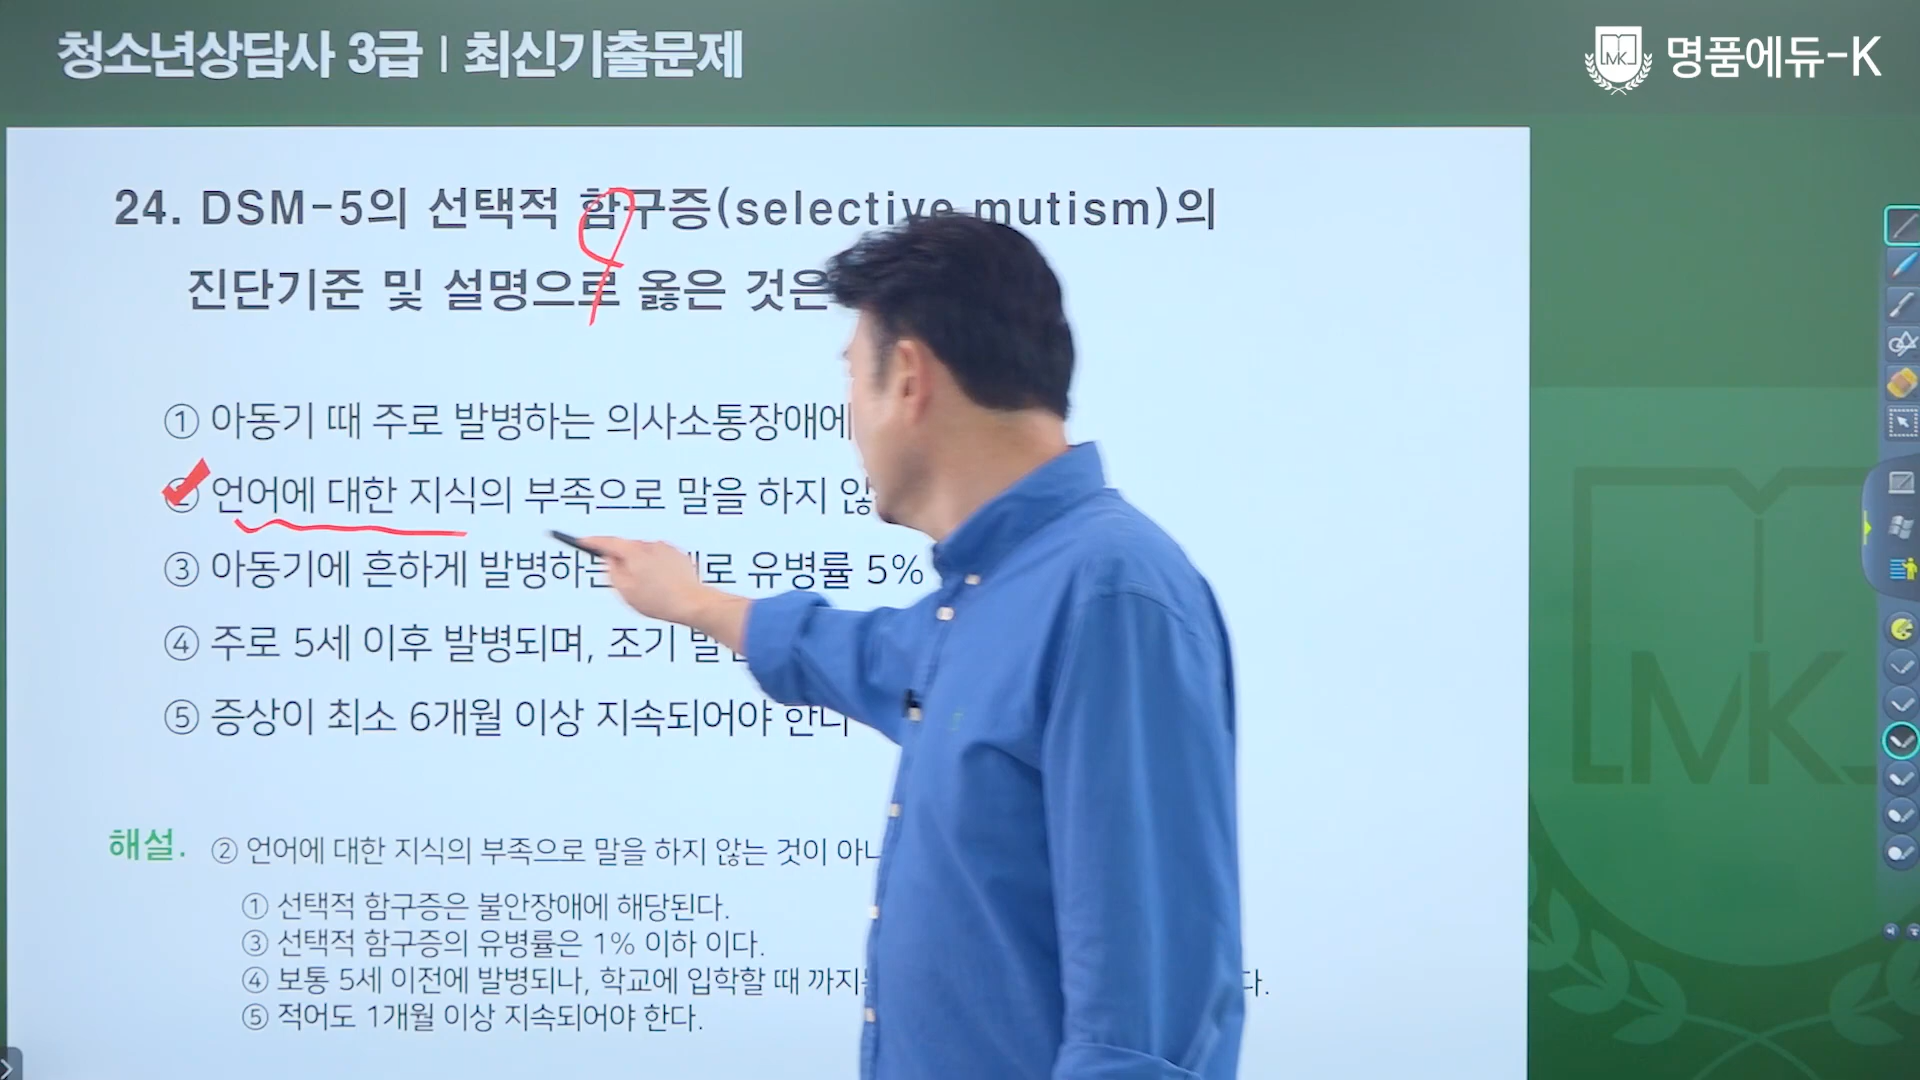 청소년상담사 3급 | 최신기출문제
MK 명품에듀-K
24. DSM-5의 선택적 함구증(selective mutism)의
진단기준 및 설명으로 옳은 것은
① 아동기 때 주로 발병하는 의사소통장애에
② 언어에 대한 지식의 부족으로 말을 하지 않
③ 아동기에 흔하게 발병하는 유병률 5%
④ 주로 5세 이후 발병되며, 조기
⑤ 증상이 최소 6개월 이상 지속되어야 한다
해설. ② 언어에 대한 지식의 부족으로 말을 하지 않는 것이 아니
① 선택적 함구증은 불안장애에 해당된다.
③ 선택적 함구증의 유병률은 1% 이하 이다.
④ 보통 5세 이전에 발병되나, 학교에 입학할 때 까지 다.
⑤ 적어도 1개월 이상 지속되어야 한다.
MK